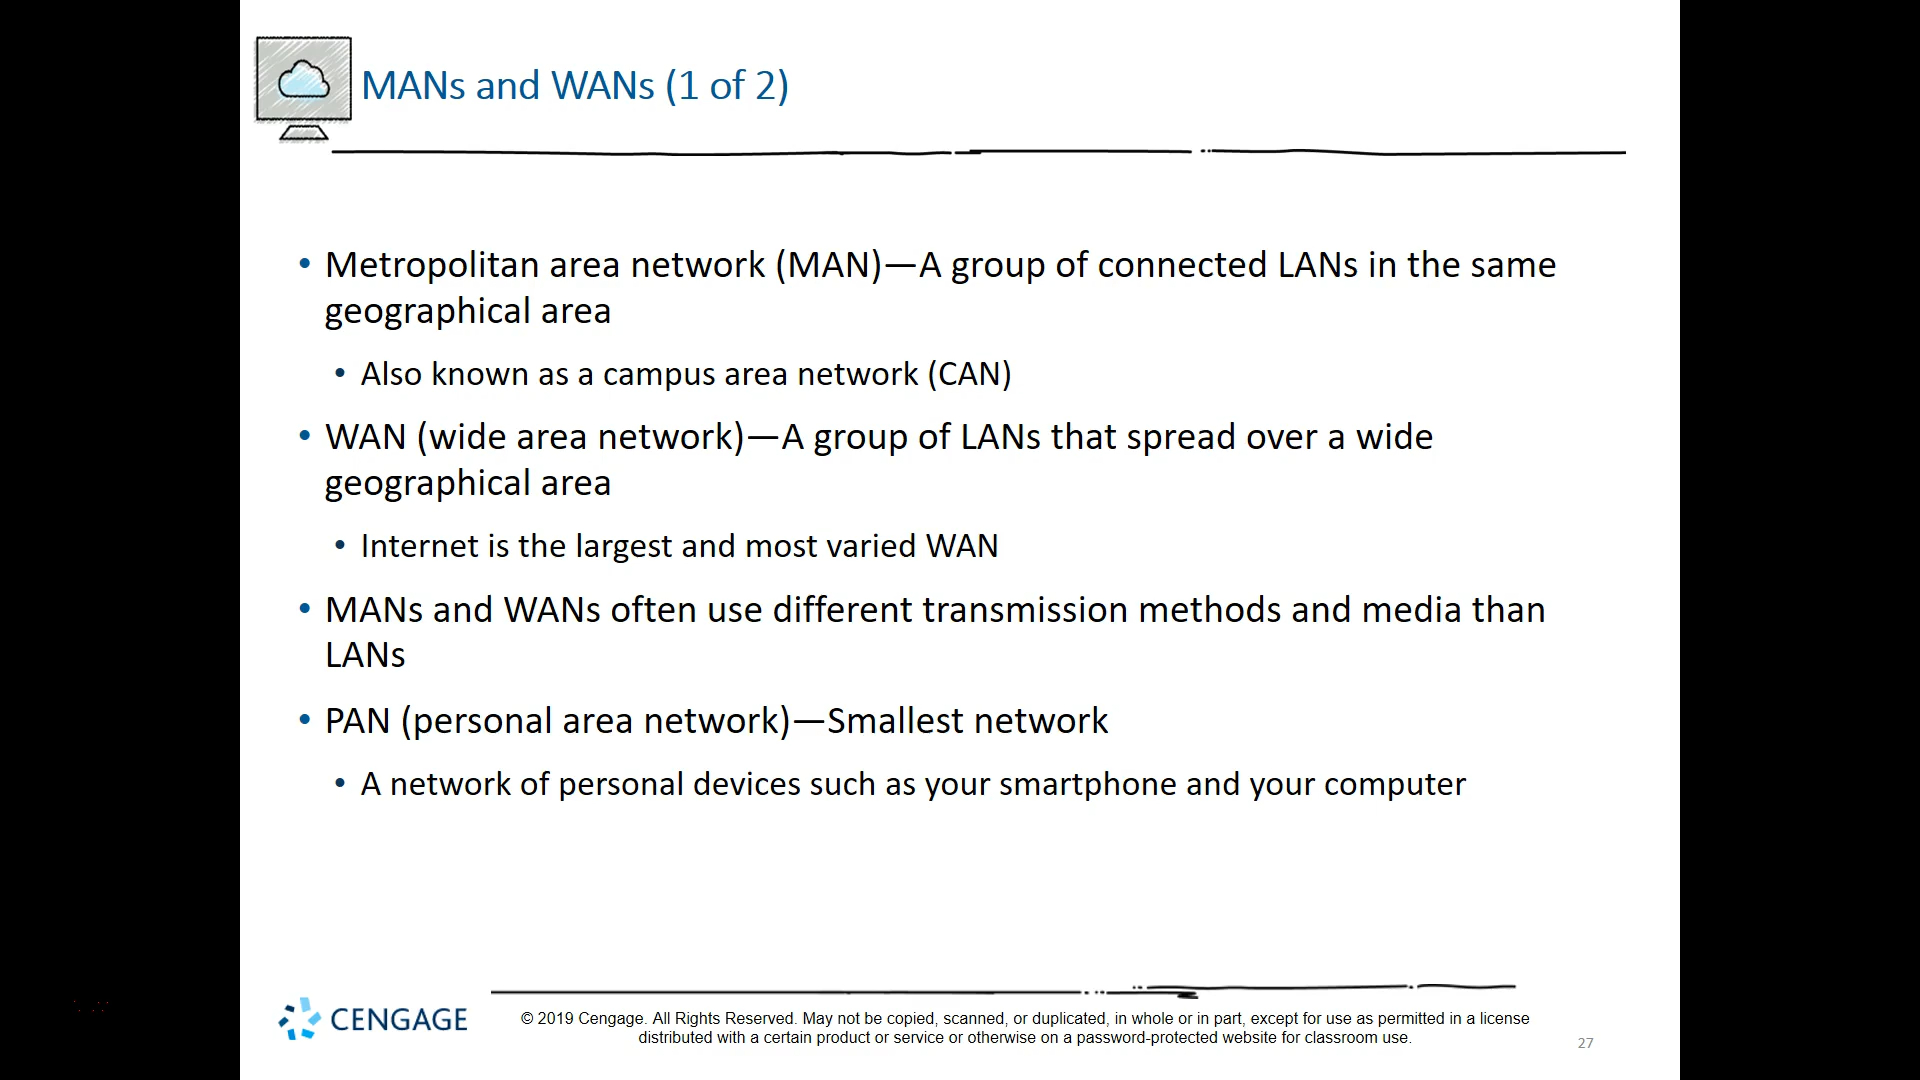 MANs and WANs (1 of 2)
• Metropolitan area network (MAN)—A group of connected LANs in the same
geographical area
• Also known as a campus area network (CAN)
• WAN (wide area network)—A group of LANs that spread over a wide
geographical area
• Internet is the largest and most varied WAN
• MANs and WANs often use different transmission methods and media than
LANs
• PAN (personal area network)—Smallest network
• A network of personal devices such as your smartphone and your computer
CENGAGE
© 2019 Cengage. All Rights Reserved. May not be copied, scanned, or duplicated, in whole or in part, except for use as permitted in a license
distributed with a certain product or service or otherwise on a password-protected website for classroom use.
27